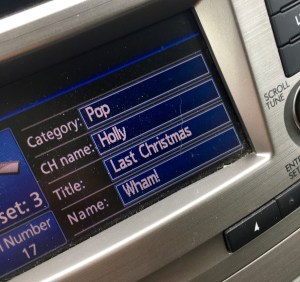 Category: Pop
CH name: Holly
Title: Last Christmas
Name: Wham!
set: 3
Number
17
SCROLL
TUNE